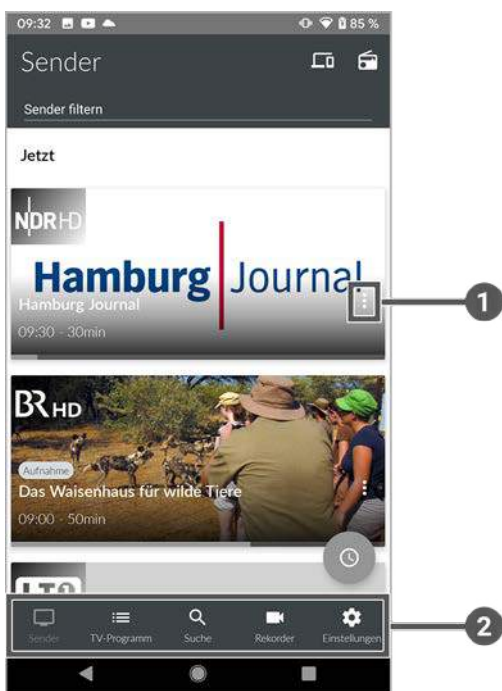 09:32
85 %
Sender
Sender filtern
Jetzt
NDR HD
Hamburg Journal
Hamburg Journal
09:30 - 30min
1
BR HD
Aufnahme
Das Waisenhaus für wilde Tiere
09:00 - 50min
LT1
Sender
TV-Programm
Suche
Rekorder
Einstellungen
2